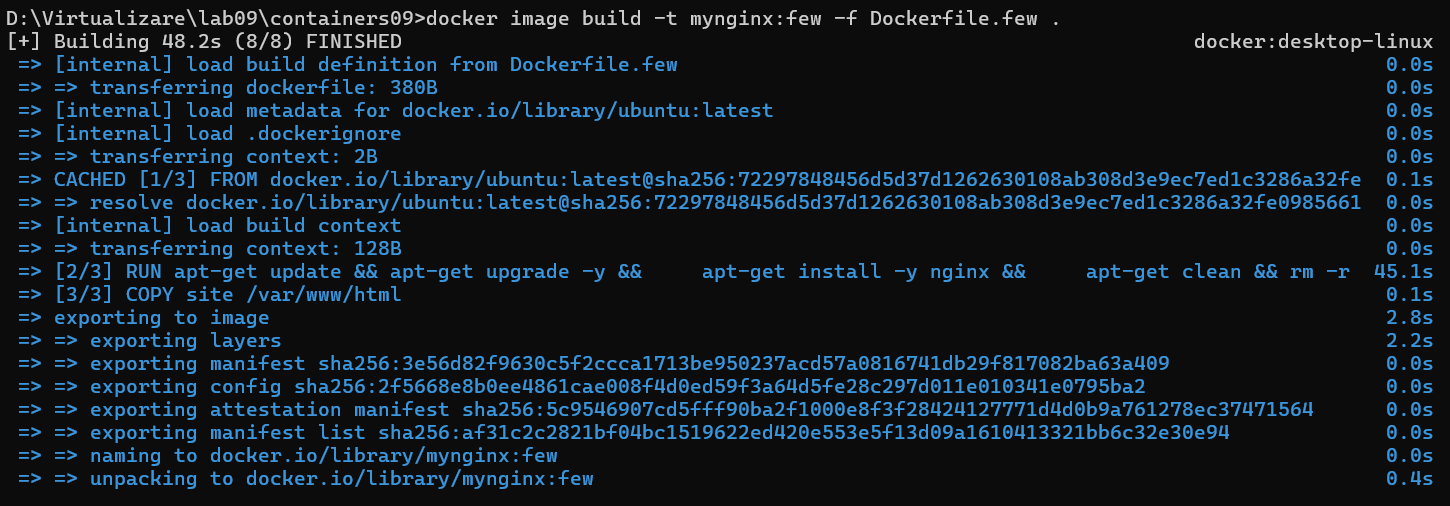 D:\Virtualizare\lab09\containers09>docker image build -t mynginx:few -f Dockerfile.few .
[+] Building 48.2s (8/8) FINISHED docker:desktop-linux
=> [internal] load build definition from Dockerfile.few 0.0s
=> => transferring dockerfile: 380B 0.0s
=> [internal] load metadata for docker.io/library/ubuntu:latest 0.0s
=> [internal] load .dockerignore 0.0s
=> => transferring context: 2B 0.0s
=> CACHED [1/3] FROM docker.io/library/ubuntu:latest@sha256:72297848456d5d37d1262630108ab308d3e9ec7ed1c3286a32fe 0.1s
=> => resolve docker.io/library/ubuntu:latest@sha256:72297848456d5d37d1262630108ab308d3e9ec7ed1c3286a32fe0985661 0.0s
=> [internal] load build context 0.0s
=> => transferring context: 128B 0.0s
=> [2/3] RUN apt-get update && apt-get upgrade -y &&     apt-get install -y nginx &&     apt-get clean && rm -r 45.1s
=> [3/3] COPY site /var/www/html 0.1s
=> exporting to image 2.8s
=> => exporting layers 2.2s
=> => exporting manifest sha256:3e56d82f9630c5f2ccca1713be950237acd57a0816741db29f817082ba63a409 0.0s
=> => exporting config sha256:2f5668e8b0ee4861cae008f4d0ed59f3a64d5fe28c297d011e010341e0795ba2 0.0s
=> => exporting attestation manifest sha256:5c9546907cd5fff90ba2f1000e8f3f28424127771d4d0b9a761278ec37471564 0.0s
=> => exporting manifest list sha256:af31c2c2821bf04bc1519622ed420e553e5f13d09a1610413321bb6c32e30e94 0.0s
=> => naming to docker.io/library/mynginx:few 0.0s
=> => unpacking to docker.io/library/mynginx:few 0.4s